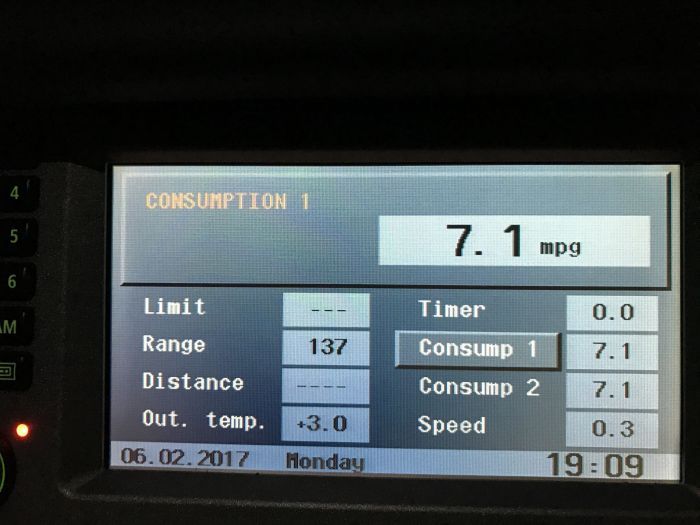 CONSUMPTION 1
7.1 mpg
Limit --- Timer 0.0
Range 137 Consump 1 7.1
Distance ---- Consump 2 7.1
Out. temp. +3.0 Speed 0.3
06.02.2017 Monday 19:09
4
5
6
AM